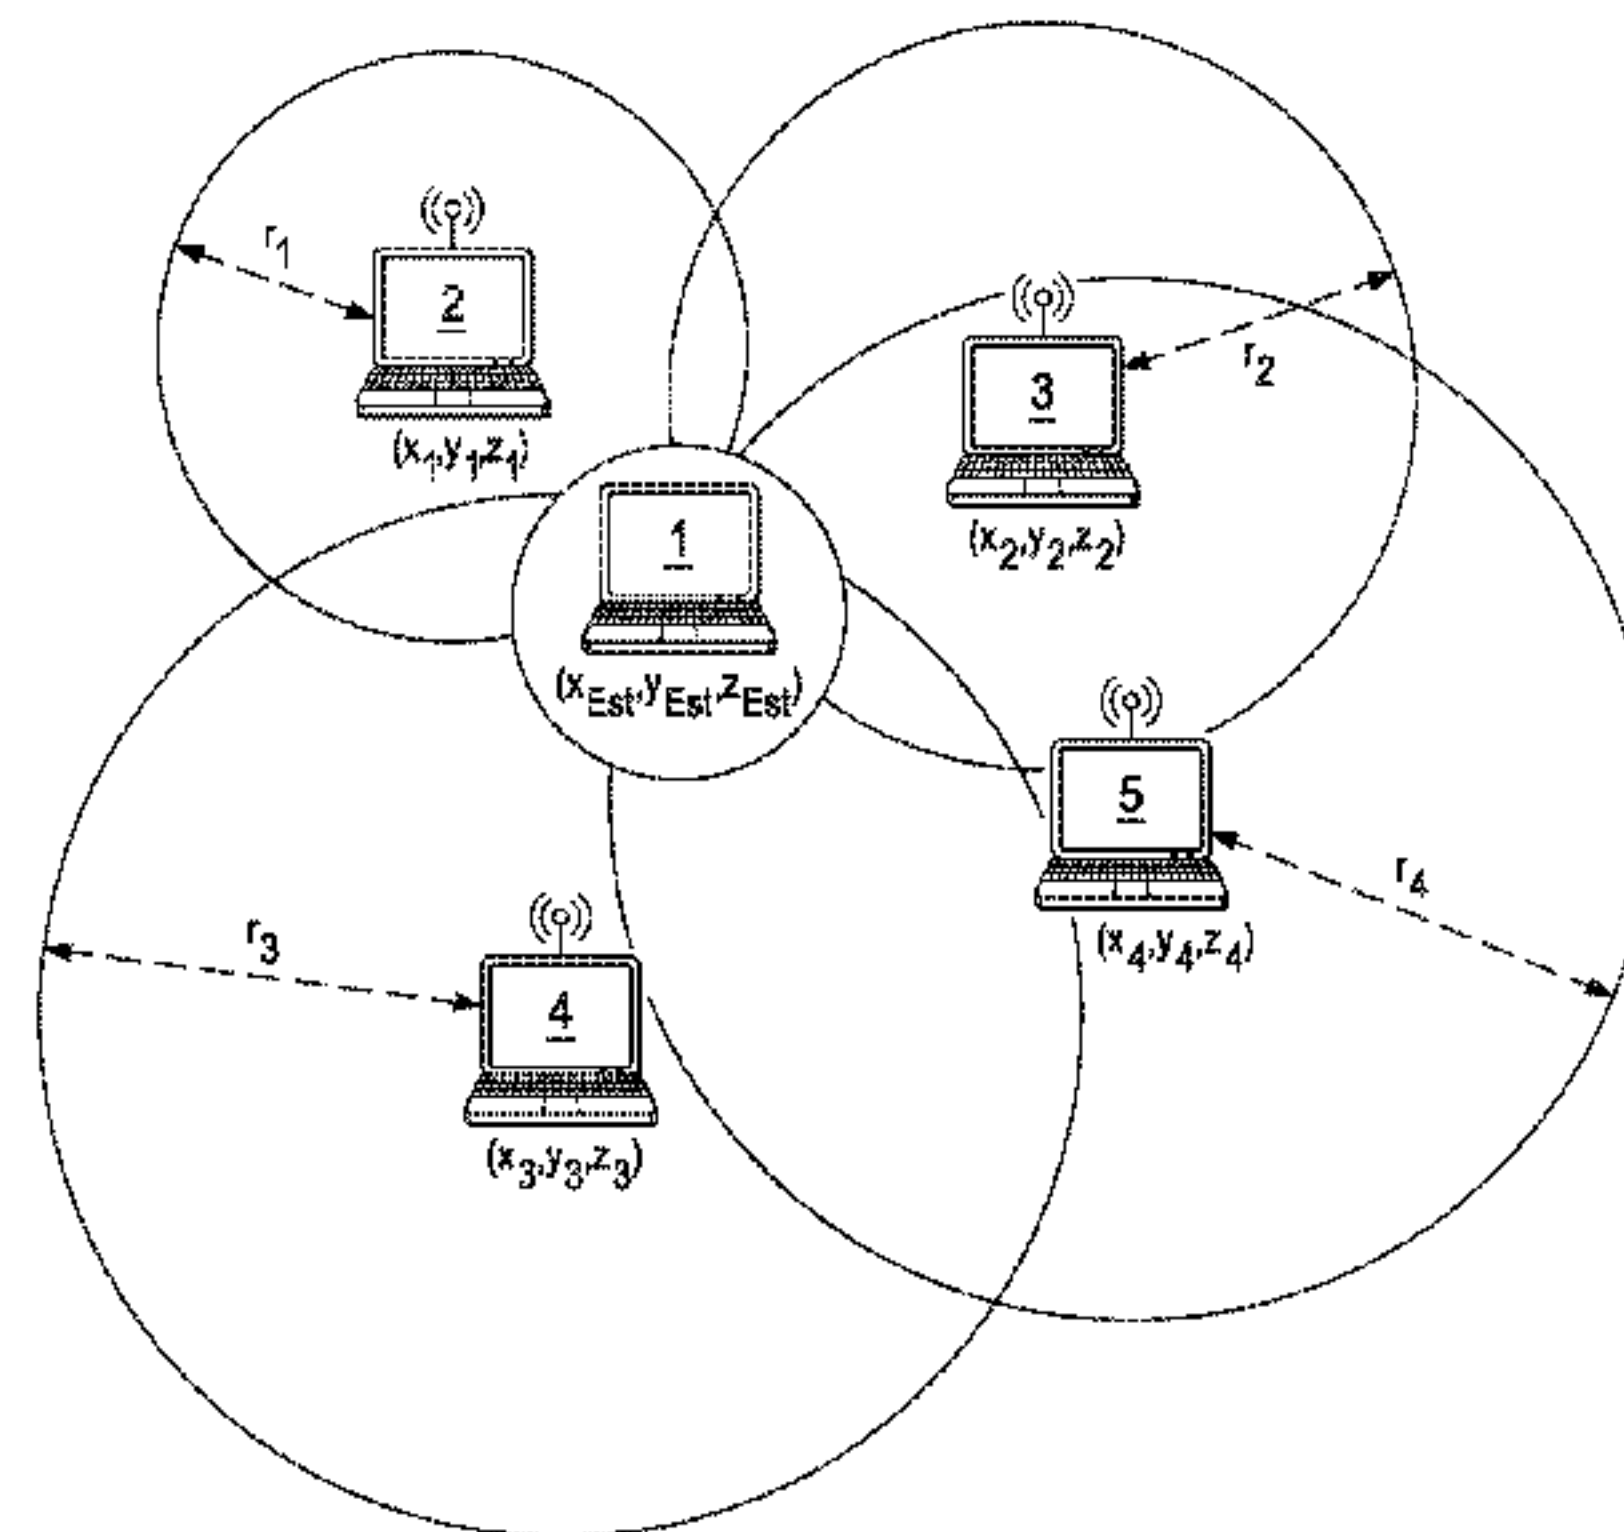 r1
2
(x1,y1,z1)
3
r2
(x2,y2,z2)
1
(xEst,yEst,zEst)
5
r4
(x4,y4,z4)
r3
4
(x3,y3,z3)